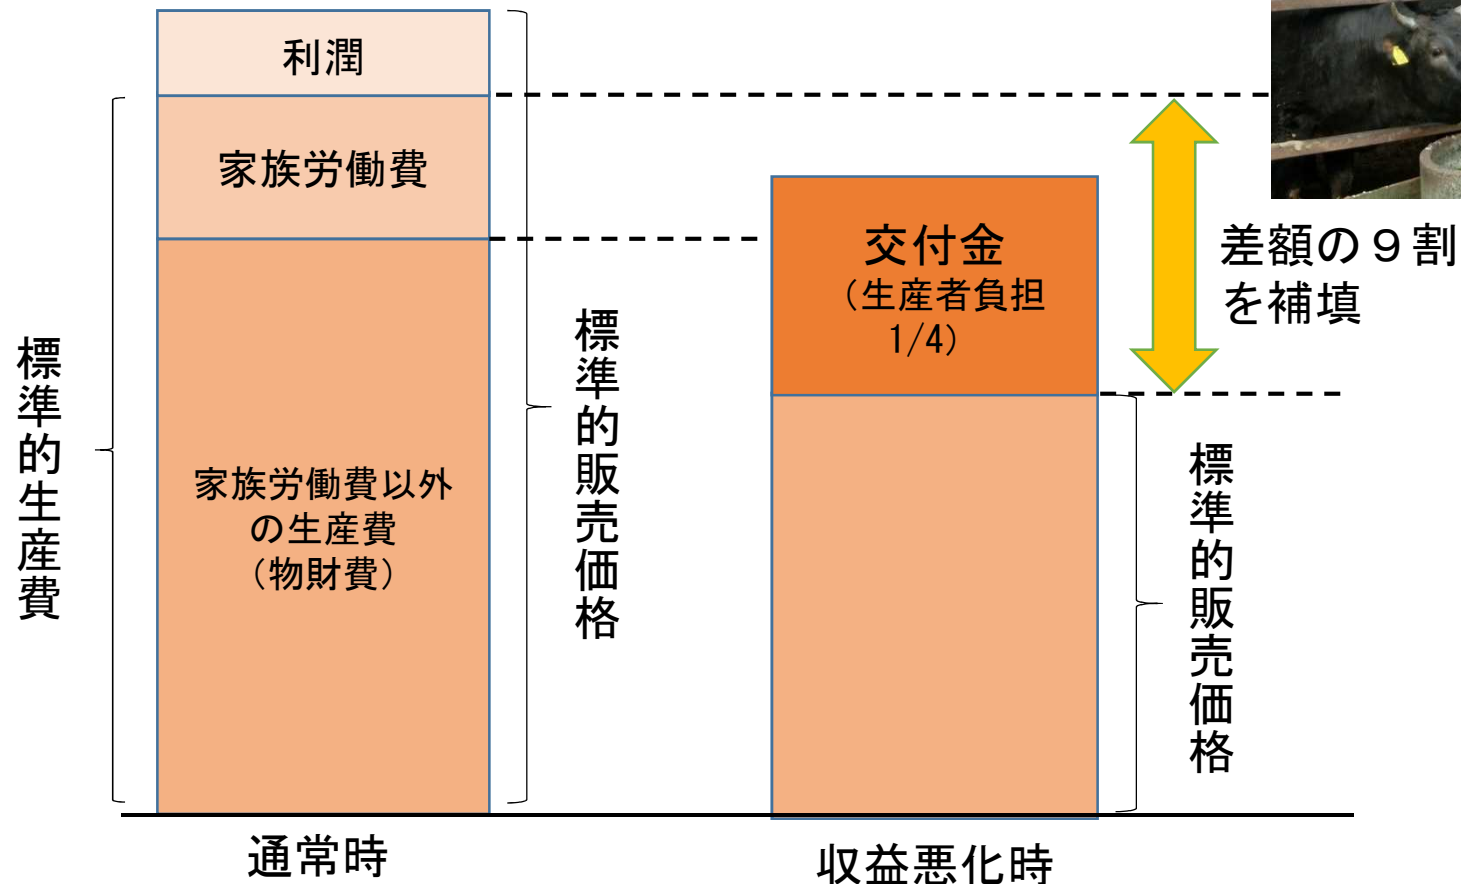 利潤
家族労働費
家族労働費以外
の生産費
（物財費）
標準的生産費
標準的販売価格
通常時
交付金
（生産者負担
1/4）
差額の９割
を補填
標準的販売価格
収益悪化時